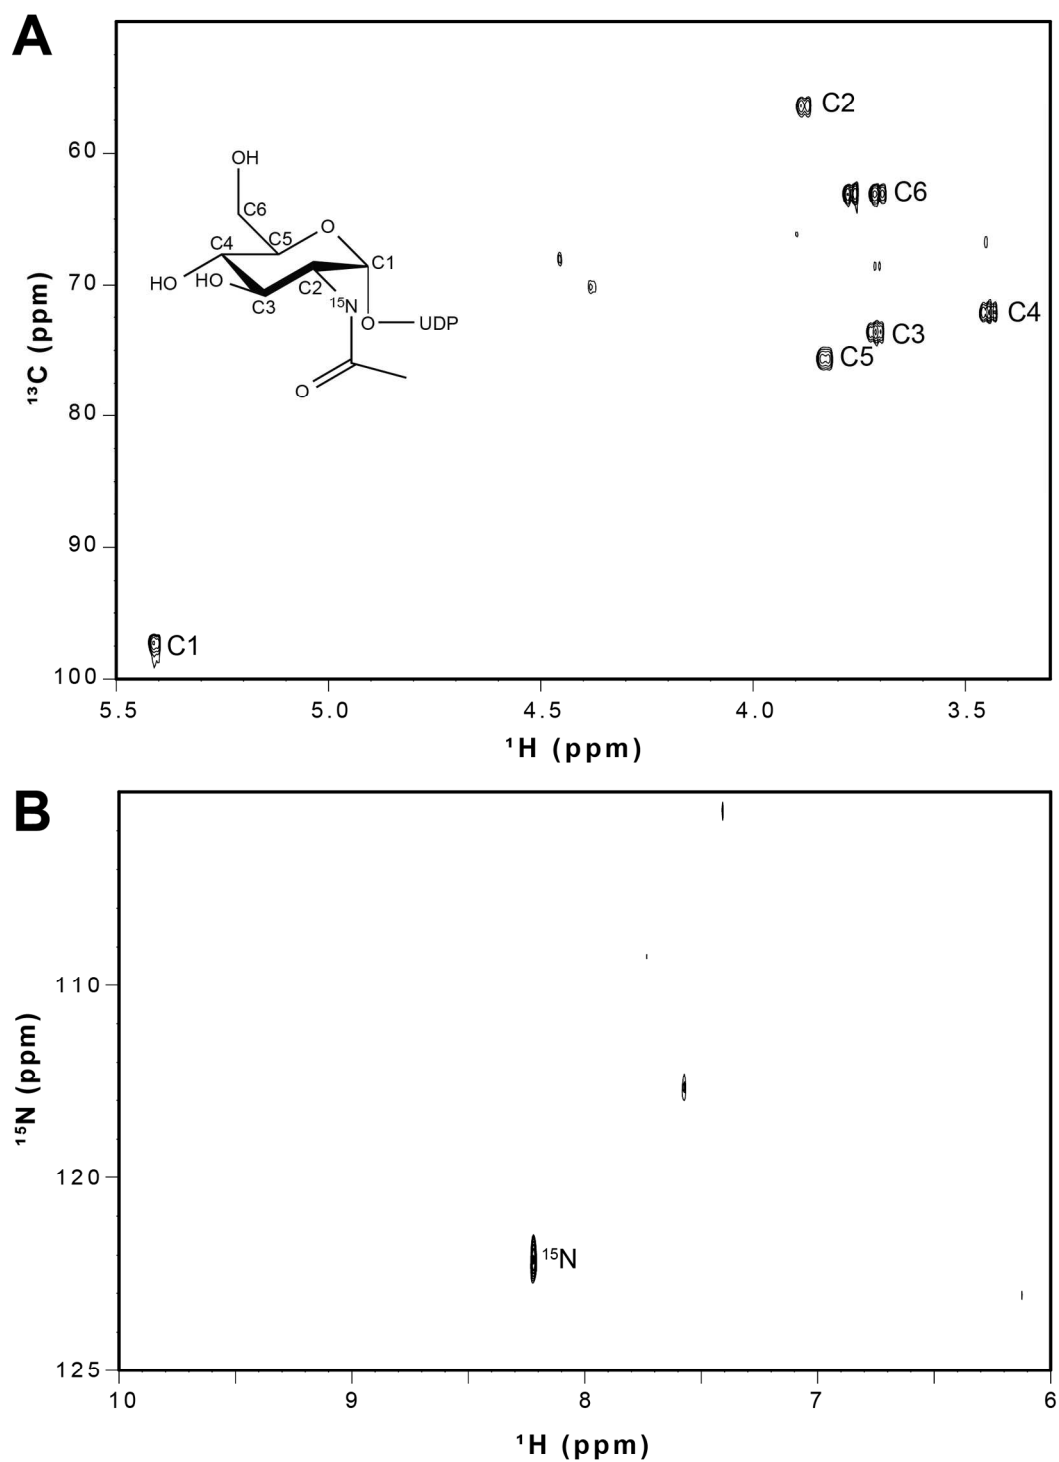 A
OH
C6
C4
C5
O
HO
HO
C3
C2
C1
¹⁵N
O
UDP
O
C2
C6
C4
C3
C5
C1
60
70
80
90
100
¹³C (ppm)
5.5 5.0 4.5 4.0 3.5
¹H (ppm)
B
¹⁵N
110
120
125
¹⁵N (ppm)
10 9 8 7 6
¹H (ppm)